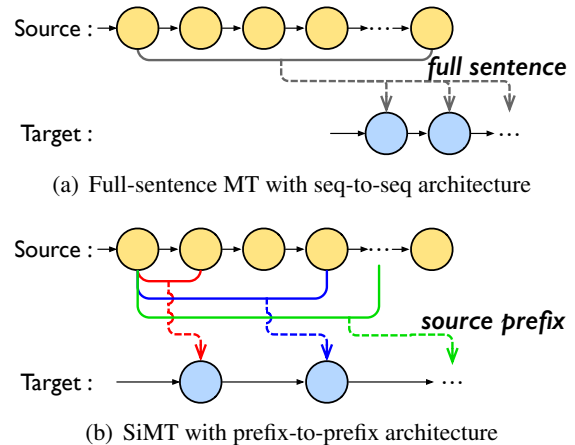 Source :
...
full sentence
Target :
...
(a) Full-sentence MT with seq-to-seq architecture
Source :
...
source prefix
Target :
...
(b) SiMT with prefix-to-prefix architecture